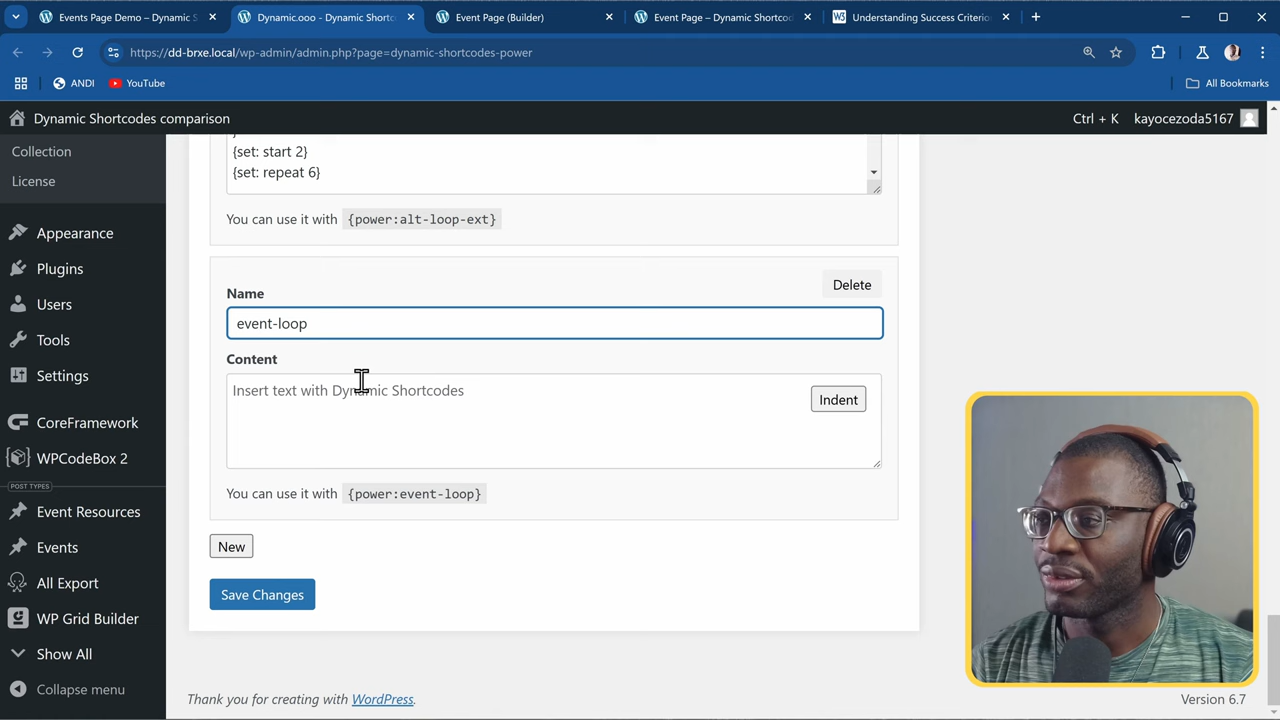 Events Page Demo – Dynamic S
Dynamic.ooo - Dynamic Shortc
Event Page (Builder)
Event Page – Dynamic Shortcod
Understanding Success Criterio
https://dd-brxe.local/wp-admin/admin.php?page=dynamic-shortcodes-power
ANDI
YouTube
All Bookmarks
Dynamic Shortcodes comparison
Ctrl + K
kayocezoda5167
Collection
License
Appearance
Plugins
Users
Tools
Settings
CoreFramework
WPCodeBox 2
POST TYPES
Event Resources
Events
All Export
WP Grid Builder
Show All
Collapse menu
}
{set: start 2}
{set: repeat 6}
You can use it with {power:alt-loop-ext}
Delete
Name
event-loop
Content
Insert text with Dynamic Shortcodes
Indent
You can use it with {power:event-loop}
New
Save Changes
Thank you for creating with WordPress.
Version 6.7